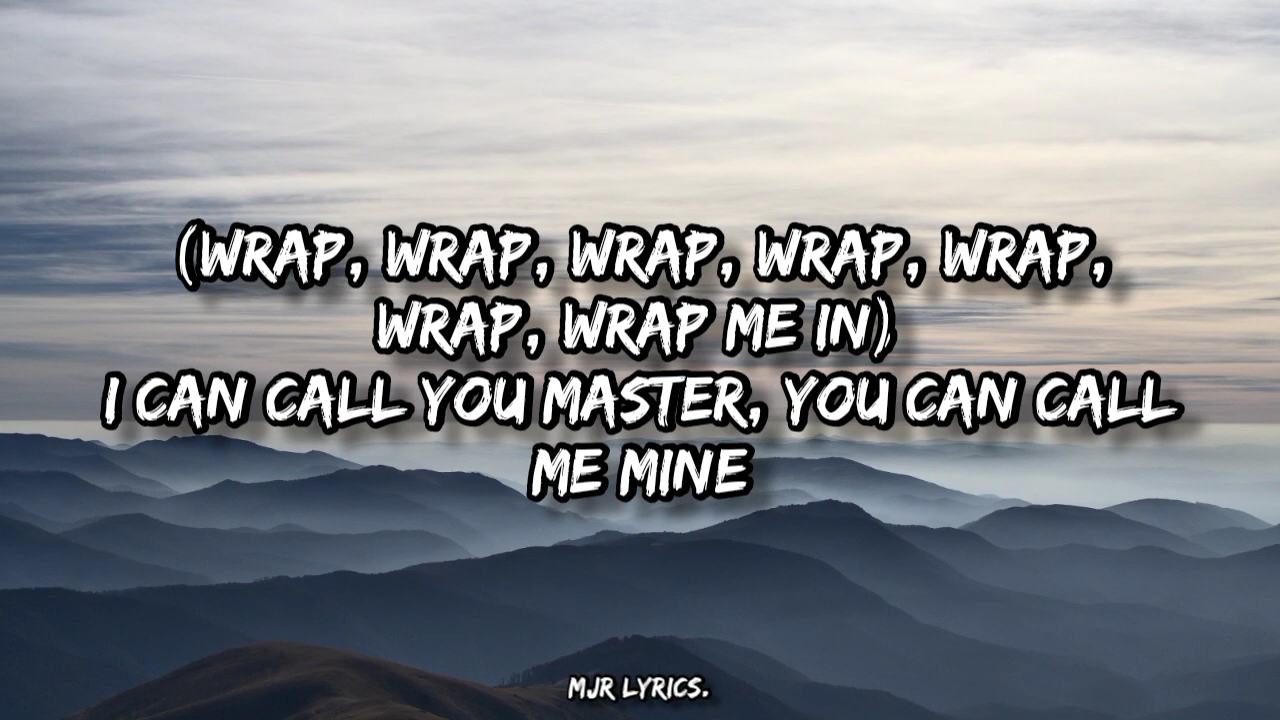 (WRAP, WRAP, WRAP, WRAP, WRAP,
WRAP, WRAP ME IN)
I CAN CALL YOU MASTER, YOU CAN CALL
ME MINE
MJR LYRICS.